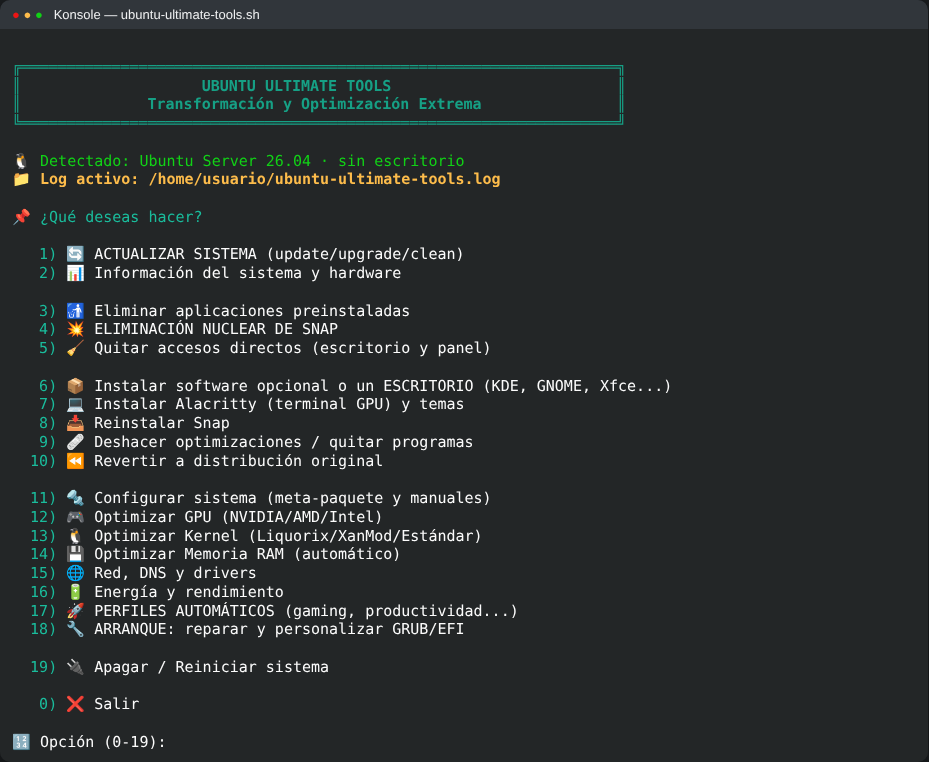 Konsole — ubuntu-ultimate-tools.sh
UBUNTU ULTIMATE TOOLS
Transformación y Optimización Extrema
Detectado: Ubuntu Server 26.04 · sin escritorio
Log activo: /home/usuario/ubuntu-ultimate-tools.log
¿Qué deseas hacer?
1) ACTUALIZAR SISTEMA (update/upgrade/clean)
2) Información del sistema y hardware
3) Eliminar aplicaciones preinstaladas
4) ELIMINACIÓN NUCLEAR DE SNAP
5) Quitar accesos directos (escritorio y panel)
6) Instalar software opcional o un ESCRITORIO (KDE, GNOME, Xfce...)
7) Instalar Alacritty (terminal GPU) y temas
8) Reinstalar Snap
9) Deshacer optimizaciones / quitar programas
10) Revertir a distribución original
11) Configurar sistema (meta-paquete y manuales)
12) Optimizar GPU (NVIDIA/AMD/Intel)
13) Optimizar Kernel (Liquorix/XanMod/Estándar)
14) Optimizar Memoria RAM (automático)
15) Red, DNS y drivers
16) Energía y rendimiento
17) PERFILES AUTOMÁTICOS (gaming, productividad...)
18) ARRANQUE: reparar y personalizar GRUB/EFI
19) Apagar / Reiniciar sistema
0) Salir
Opción (0-19):